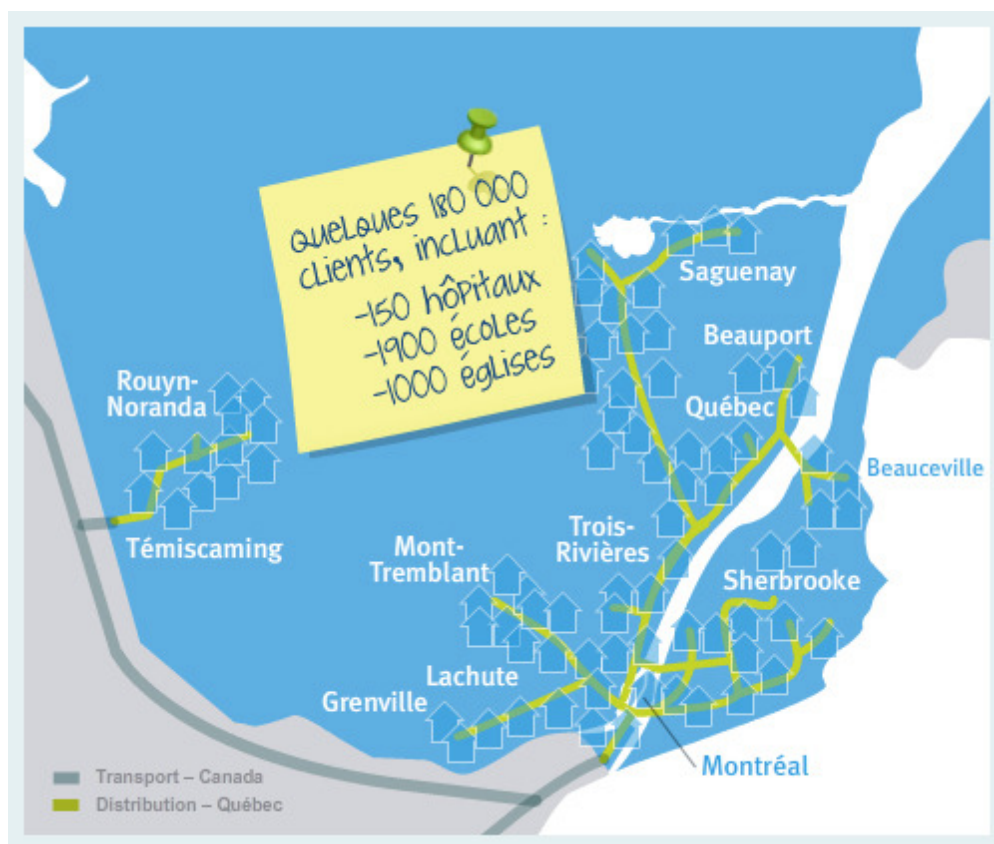 quelques 180 000
clients, incluant :
-150 hôpitaux
-1900 écoles
-1000 églises
Saguenay
Beauport
Québec
Beauceville
Rouyn-
Noranda
Témiscaming
Trois-
Rivières
Mont-
Tremblant
Sherbrooke
Lachute
Grenville
Montréal
Transport – Canada
Distribution – Québec